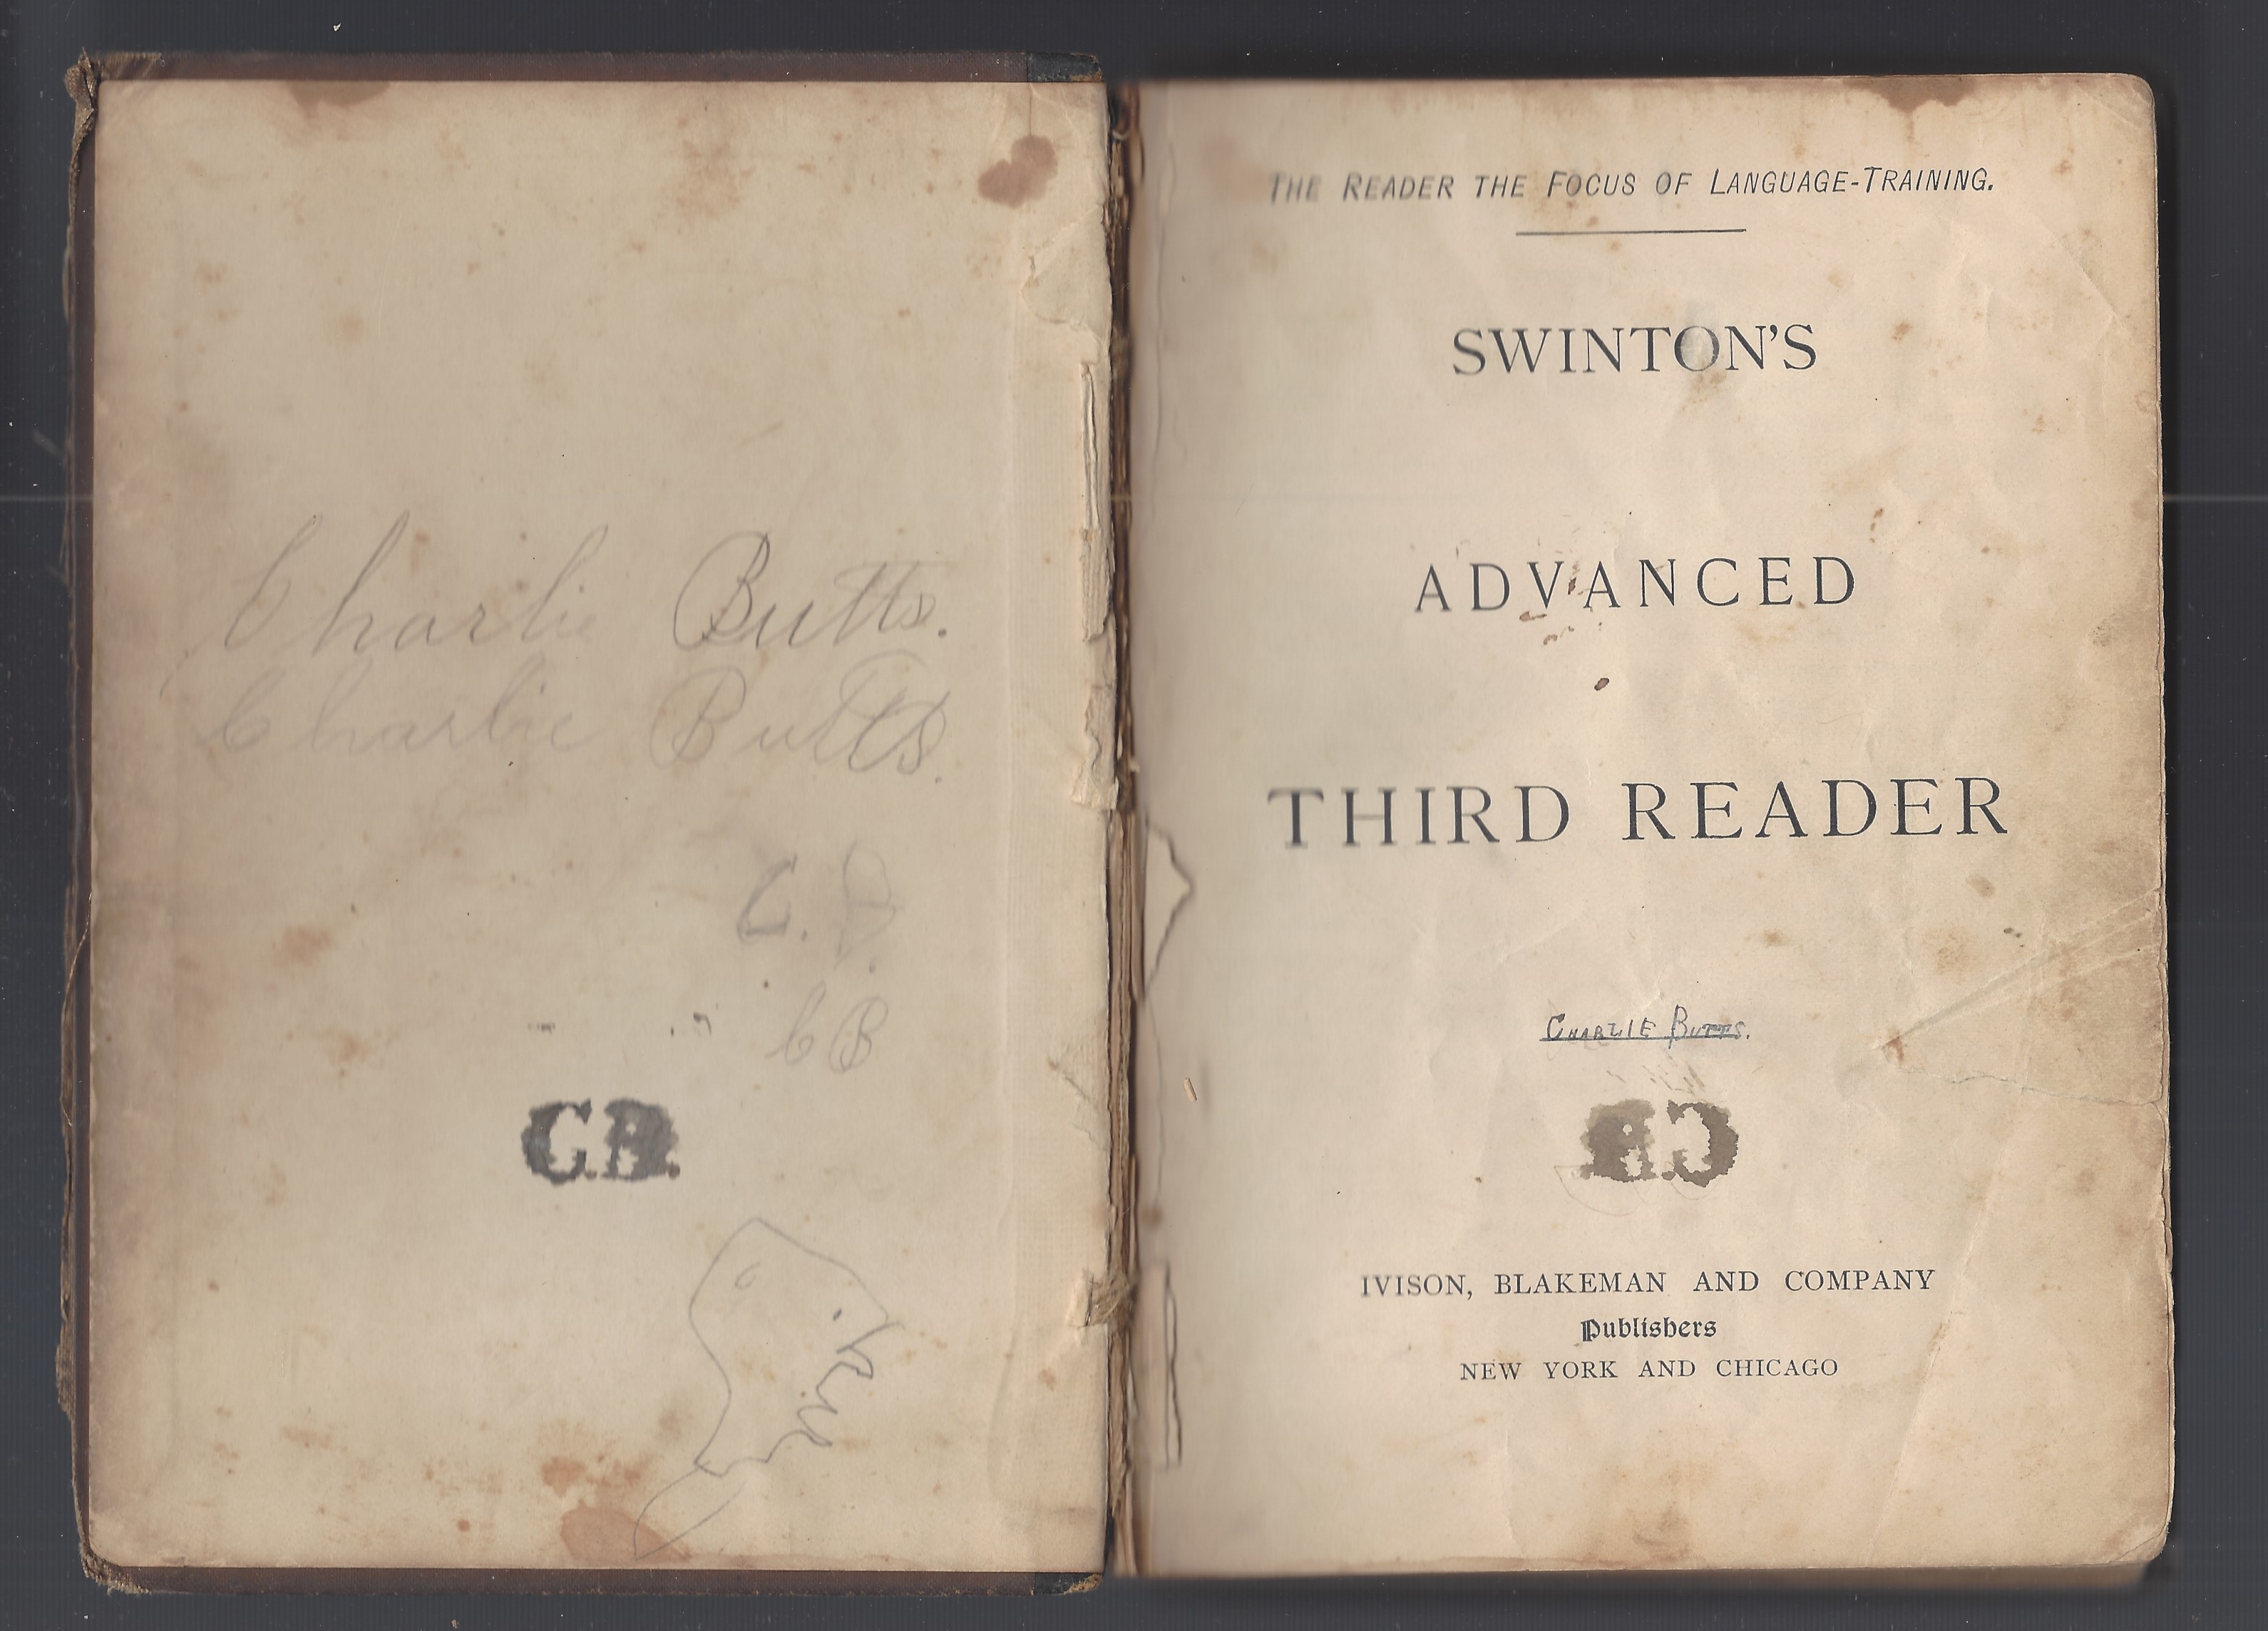 Charlie Butts.
Charlie Butts.
C. B.
CB
C.B.
THE READER THE FOCUS OF LANGUAGE-TRAINING.
SWINTON'S
ADVANCED
THIRD READER
CHARLIE BUTTS.
C.B.
IVISON, BLAKEMAN AND COMPANY
Publishers
NEW YORK AND CHICAGO